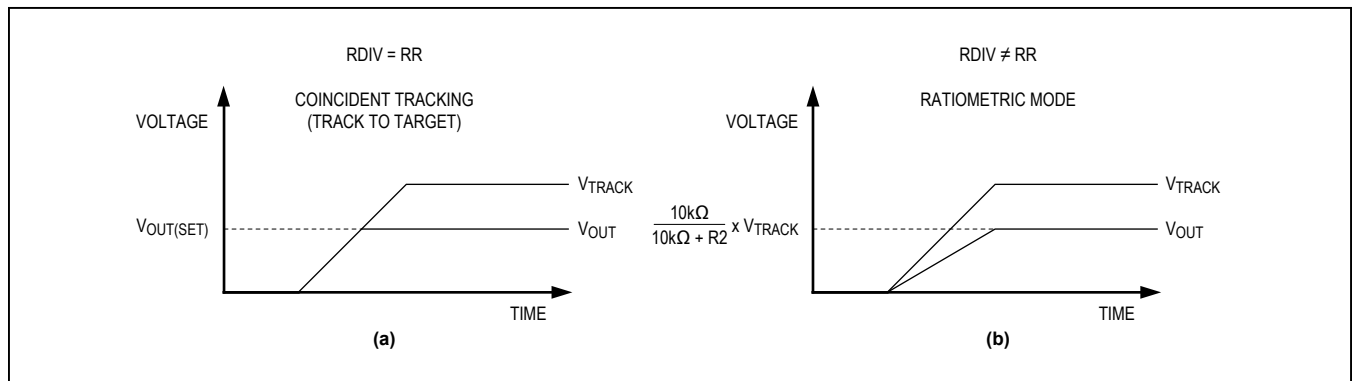 RDIV = RR
COINCIDENT TRACKING
(TRACK TO TARGET)
VOLTAGE
VTRACK
VOUT(SET)
VOUT
TIME
(a)
RDIV ≠ RR
RATIOMETRIC MODE
VOLTAGE
VTRACK
10kΩ
10kΩ + R2
x VTRACK
VOUT
TIME
(b)